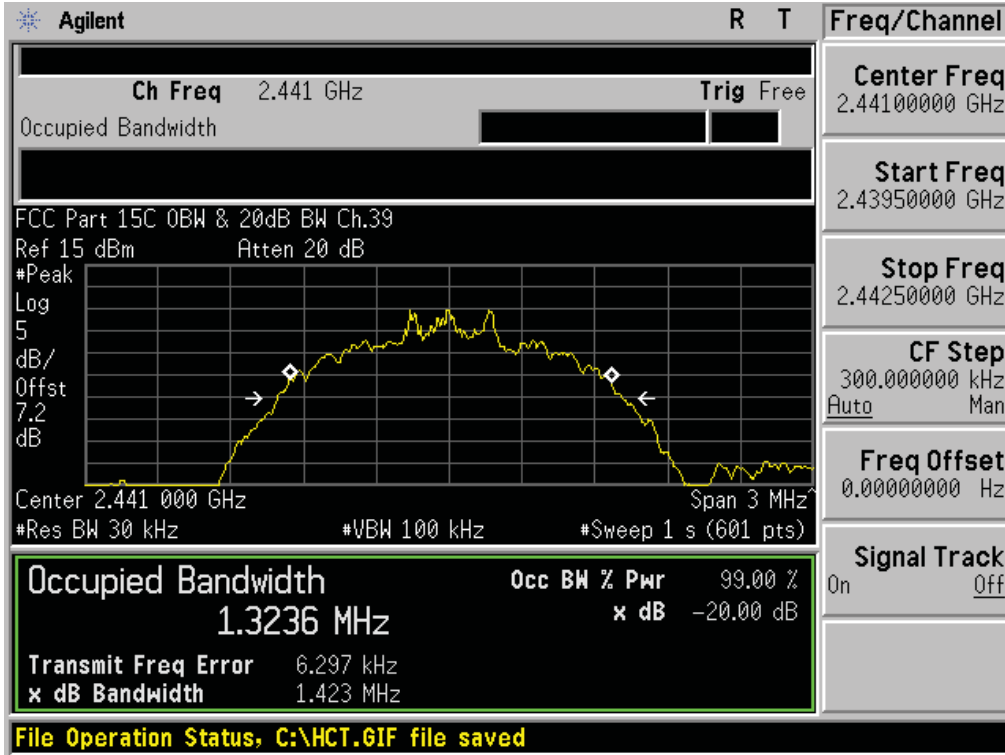 Agilent R T
Ch Freq 2.441 GHz Trig Free
Occupied Bandwidth
FCC Part 15C OBW & 20dB BW Ch.39
Ref 15 dBm Atten 20 dB
#Peak
Log
5
dB/
Offst
7.2
dB
Center 2.441 000 GHz Span 3 MHz^
#Res BW 30 kHz #VBW 100 kHz #Sweep 1 s (601 pts)
Occupied Bandwidth Occ BW % Pwr 99.00 %
1.3236 MHz x dB -20.00 dB
Transmit Freq Error 6.297 kHz
x dB Bandwidth 1.423 MHz
File Operation Status, C:\HCT.GIF file saved
Freq/Channel
Center Freq
2.44100000 GHz
Start Freq
2.43950000 GHz
Stop Freq
2.44250000 GHz
CF Step
300.000000 kHz
Auto Man
Freq Offset
0.00000000 Hz
Signal Track
On Off